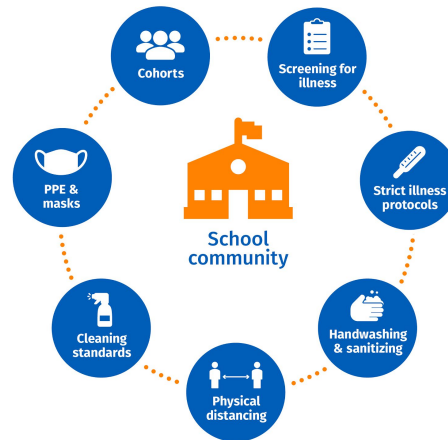 Cohorts
Screening for
illness
PPE &
masks
Strict illness
protocols
School
community
Cleaning
standards
Handwashing
& sanitizing
Physical
distancing